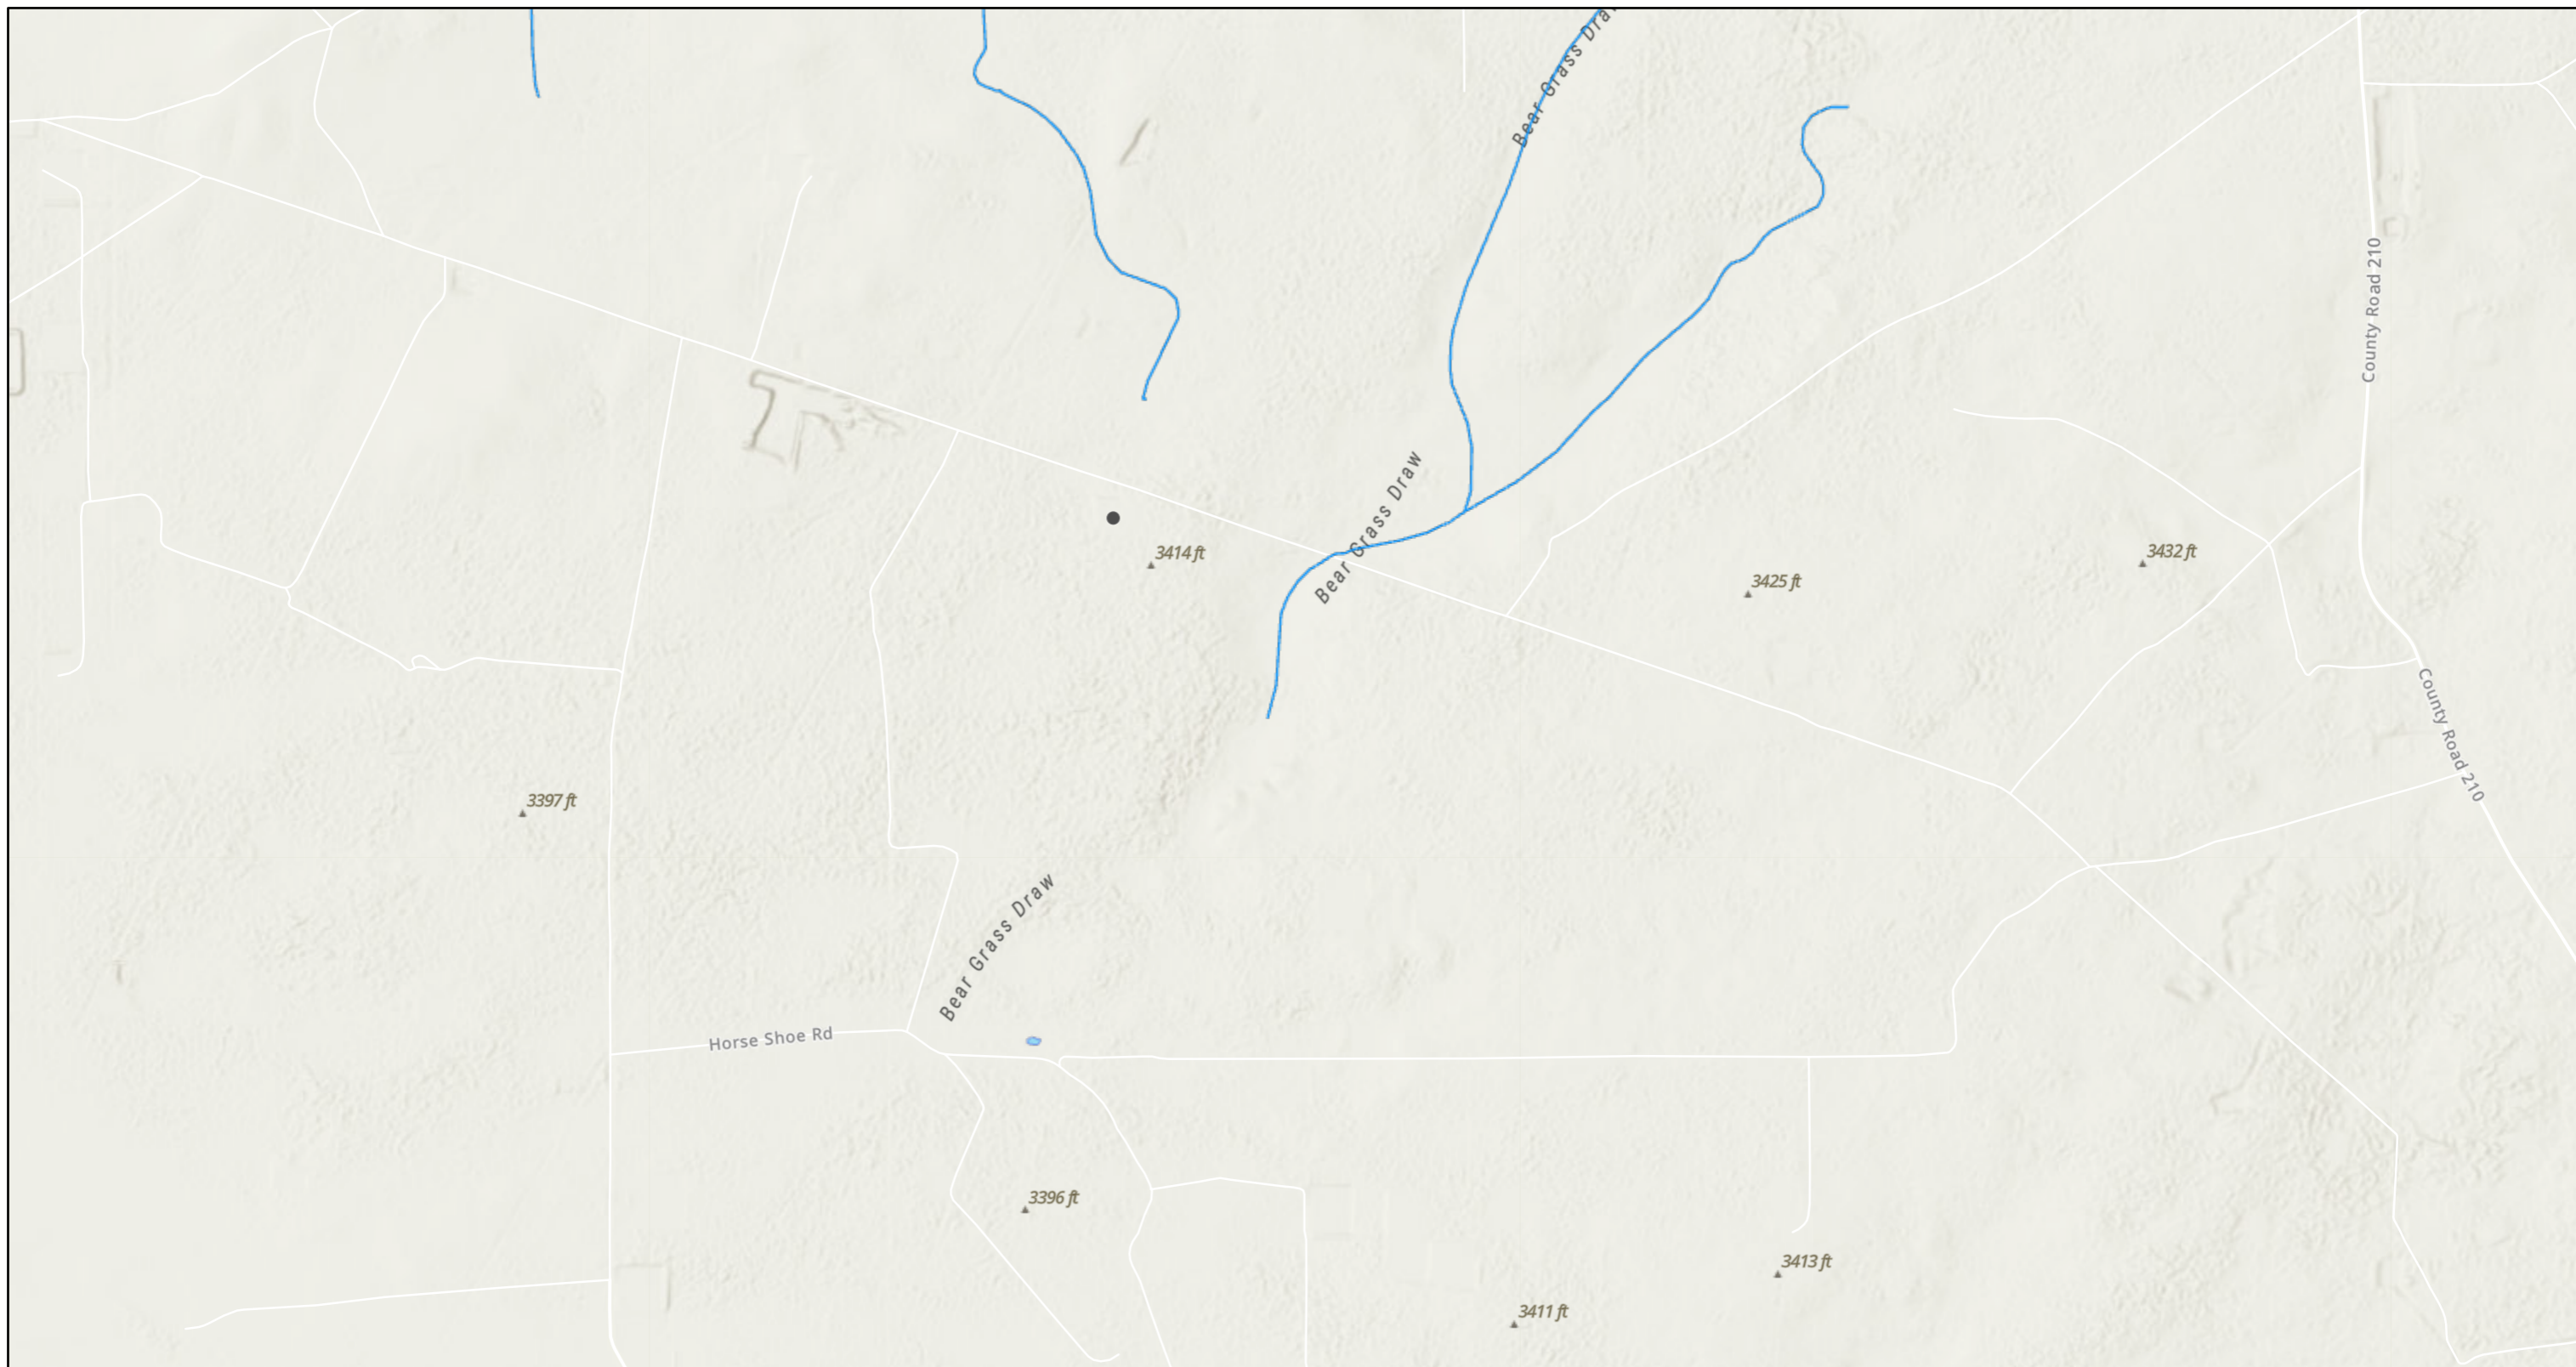 Bear Grass Draw
County Road 210
Bear Grass Draw
3414 ft
3432 ft
3425 ft
County Road 210
3397 ft
Bear Grass Draw
Horse Shoe Rd
3396 ft
3413 ft
3411 ft